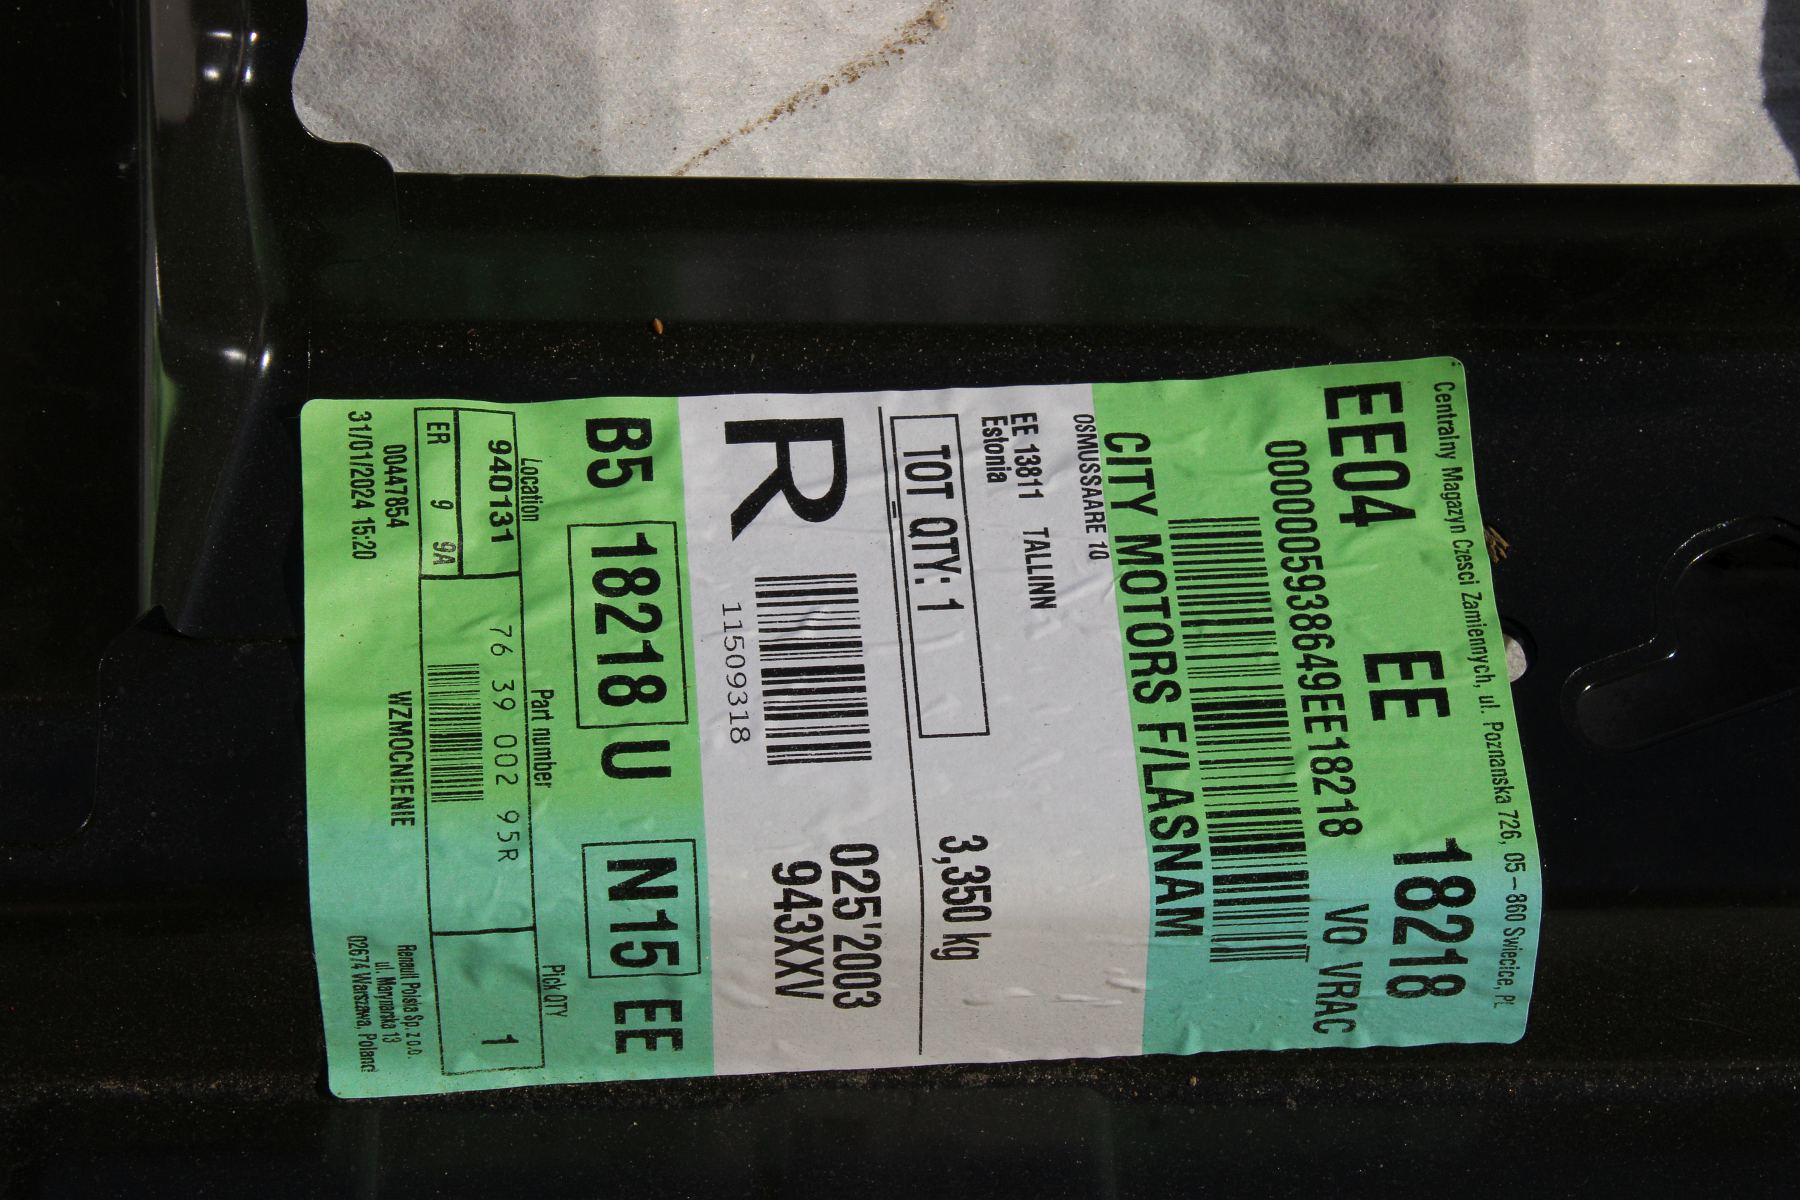 Centralny Magazyn Czesci Zamiennych, ul. Poznanska 726, 05-860 Swiecice, PL
EE04 EE 18218
0000005938649EE18218 VO VRAC
CITY MOTORS F/LASNAM
OSMUSSAARE 10
EE 13811 TALLINN
Estonia
TOT QTY: 1 3,350 kg
R
11509318
025'2003
943XXV
B5 18218 U N15 EE
Location Part number Pick QTY
940131 76 39 002 95R 1
ER 9 9A
00447854 WZMOCNIENIE
31/01/2024 15:20
Renault Polska Sp. z o.o.
ul. Marynarska 13
02674 Warszawa, Poland